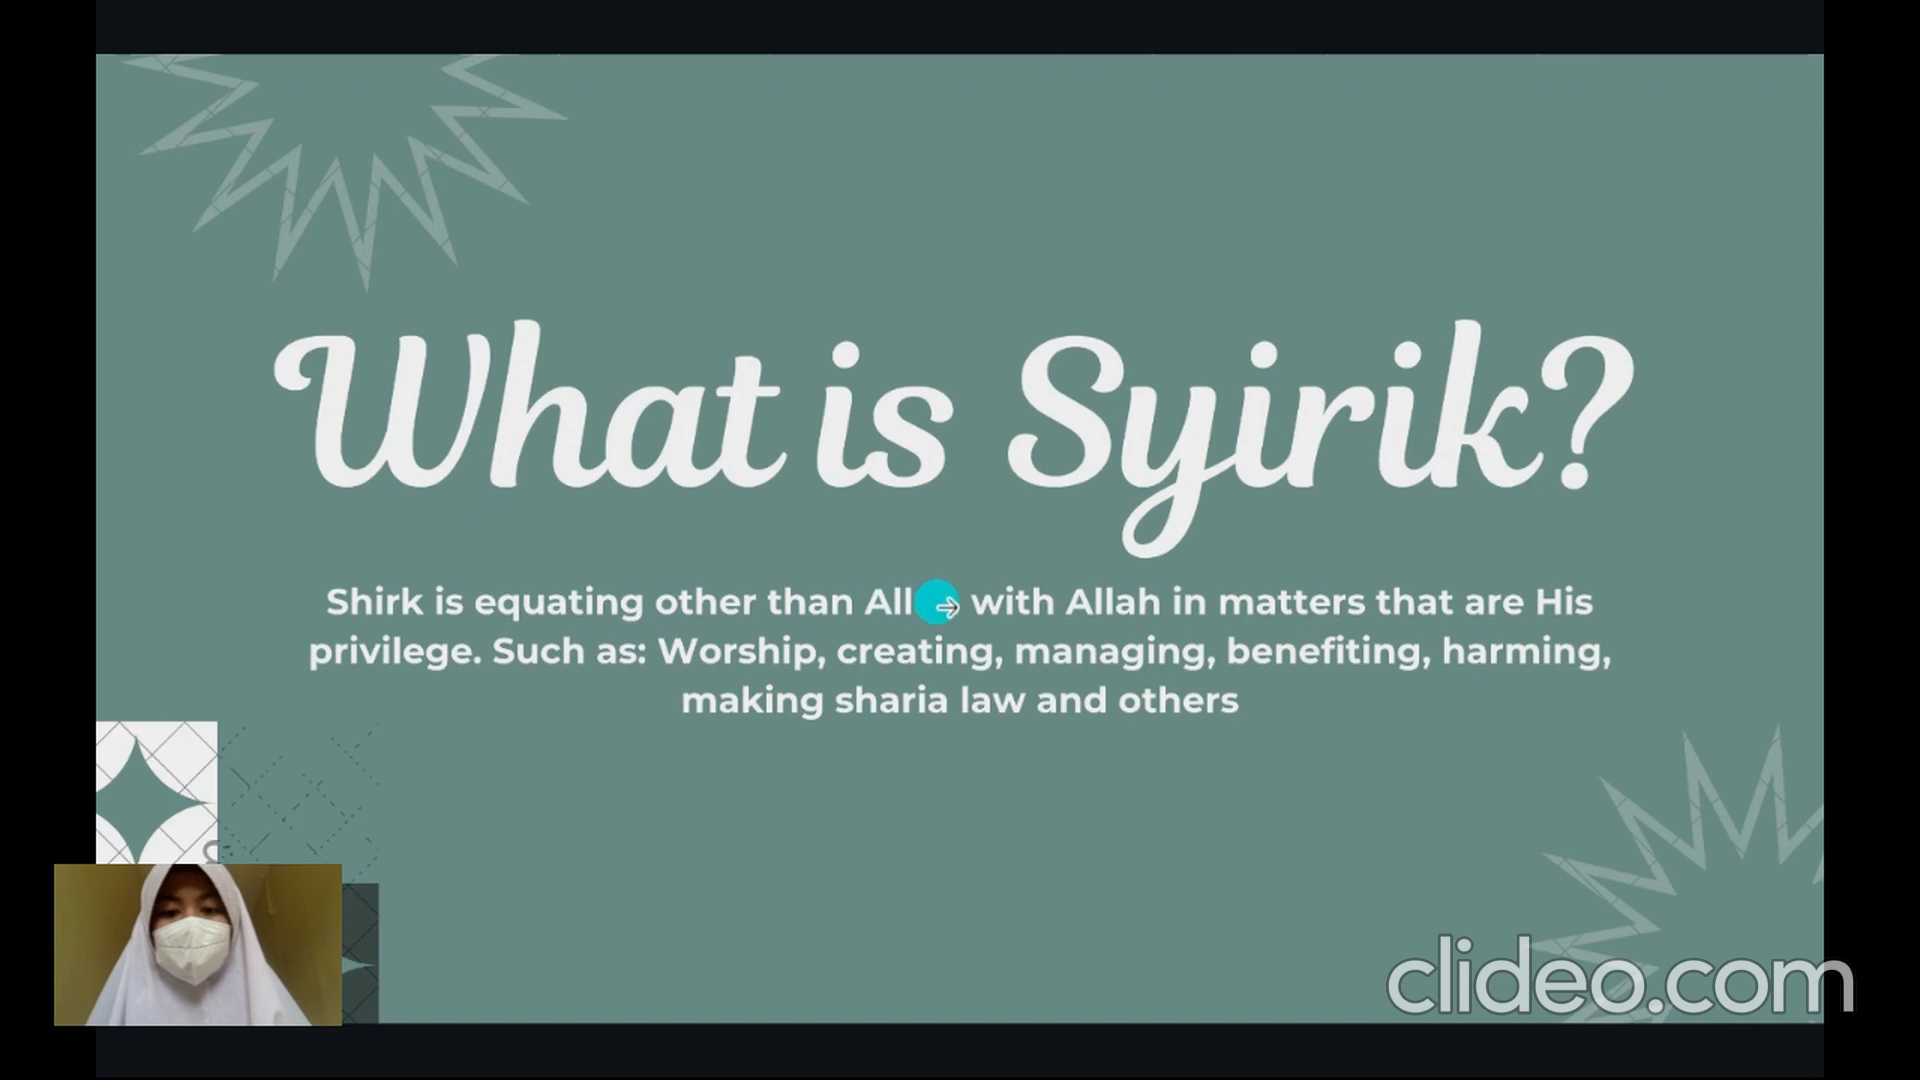 What is Syirik?
Shirk is equating other than All with Allah in matters that are His
privilege. Such as: Worship, creating, managing, benefiting, harming,
making sharia law and others
clideo.com